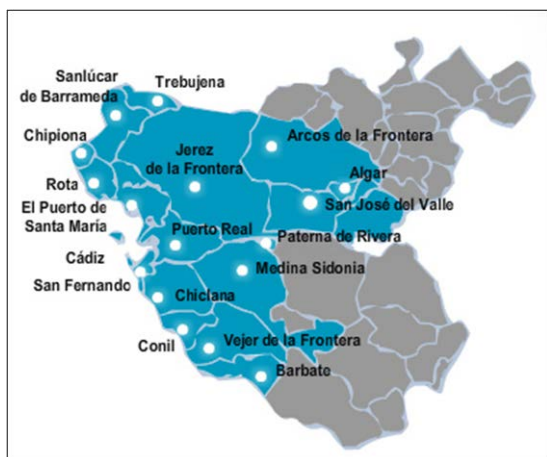 Sanlúcar
de Barrameda
Trebujena
Chipiona
Arcos de la Frontera
Jerez
de la Frontera
Algar
Rota
San José del Valle
El Puerto de
Santa María
Puerto Real
Paterna de Rivera
Cádiz
Medina Sidonia
San Fernando
Chiclana
Conil
Vejer de la Frontera
Barbate